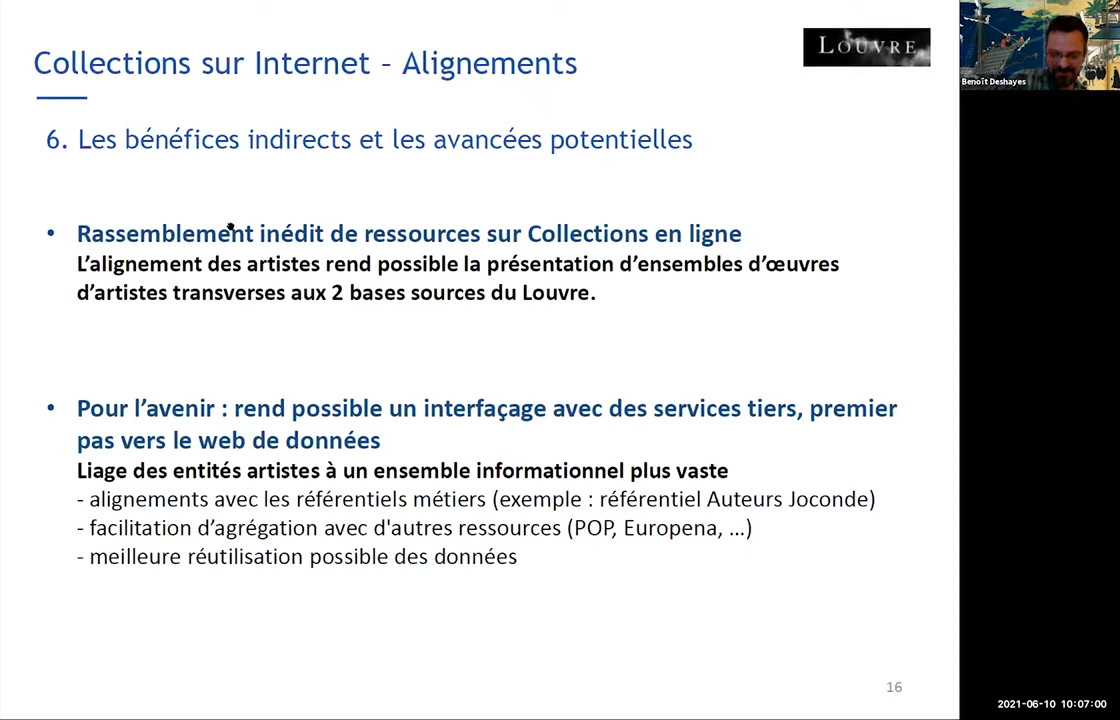 Collections sur Internet – Alignements
LOUVRE
Benoît Deshayes
6. Les bénéfices indirects et les avancées potentielles
• Rassemblement inédit de ressources sur Collections en ligne
L’alignement des artistes rend possible la présentation d’ensembles d’œuvres
d’artistes transverses aux 2 bases sources du Louvre.
• Pour l’avenir : rend possible un interfaçage avec des services tiers, premier
pas vers le web de données
Liage des entités artistes à un ensemble informationnel plus vaste
- alignements avec les référentiels métiers (exemple : référentiel Auteurs Joconde)
- facilitation d’agrégation avec d'autres ressources (POP, Europena, …)
- meilleure réutilisation possible des données
16
2021-06-10 10:07:00